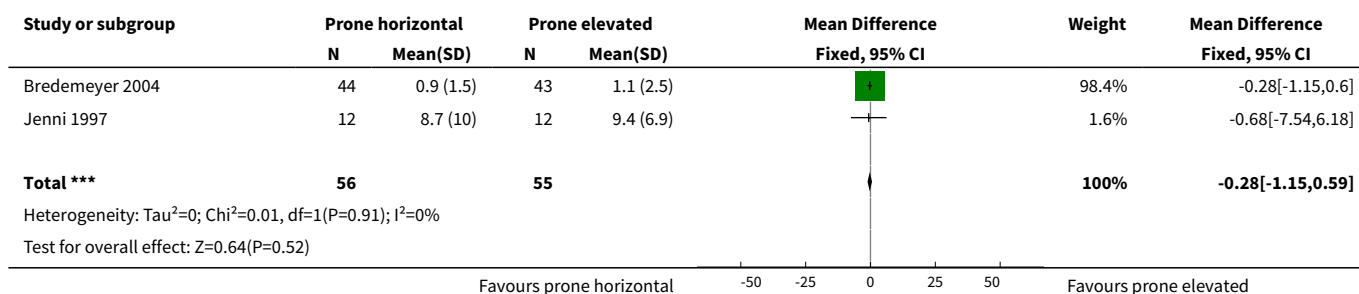 Study or subgroup Prone horizontal Prone elevated Mean Difference Weight Mean Difference
N Mean(SD) N Mean(SD) Fixed, 95% CI Fixed, 95% CI
Bredemeyer 2004 44 0.9 (1.5) 43 1.1 (2.5) 98.4% -0.28[-1.15,0.6]
Jenni 1997 12 8.7 (10) 12 9.4 (6.9) 1.6% -0.68[-7.54,6.18]
Total *** 56 55 100% -0.28[-1.15,0.59]
Heterogeneity: Tau²=0; Chi²=0.01, df=1(P=0.91); I²=0%
Test for overall effect: Z=0.64(P=0.52)
Favours prone horizontal -50 -25 0 25 50 Favours prone elevated